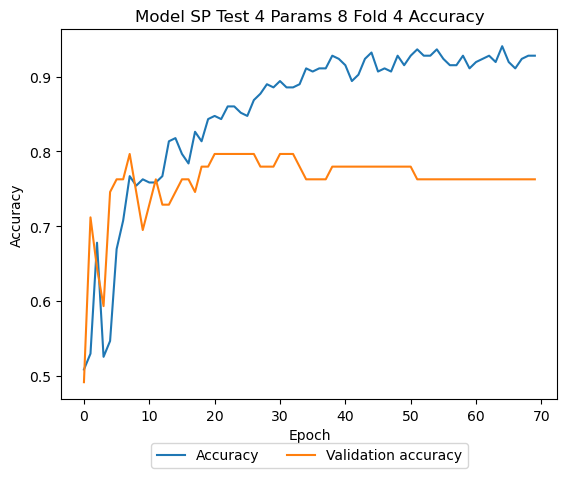 Model SP Test 4 Params 8 Fold 4 Accuracy
Accuracy
0.9
0.8
0.7
0.6
0.5
0 10 20 30 40 50 60 70
Epoch
Accuracy Validation accuracy